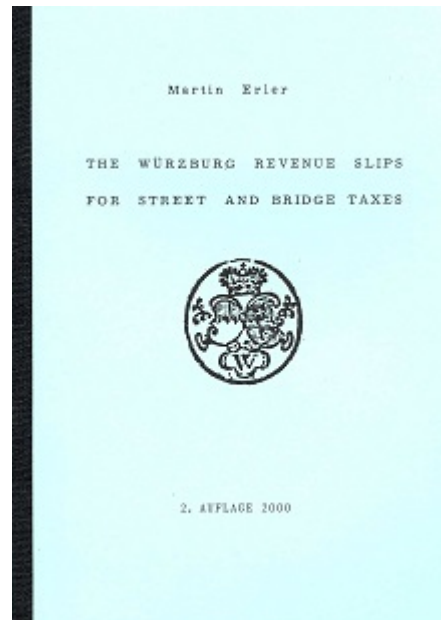 Martin Erler
THE WÜRZBURG REVENUE SLIPS
FOR STREET AND BRIDGE TAXES
W
2. AUFLAGE 2000